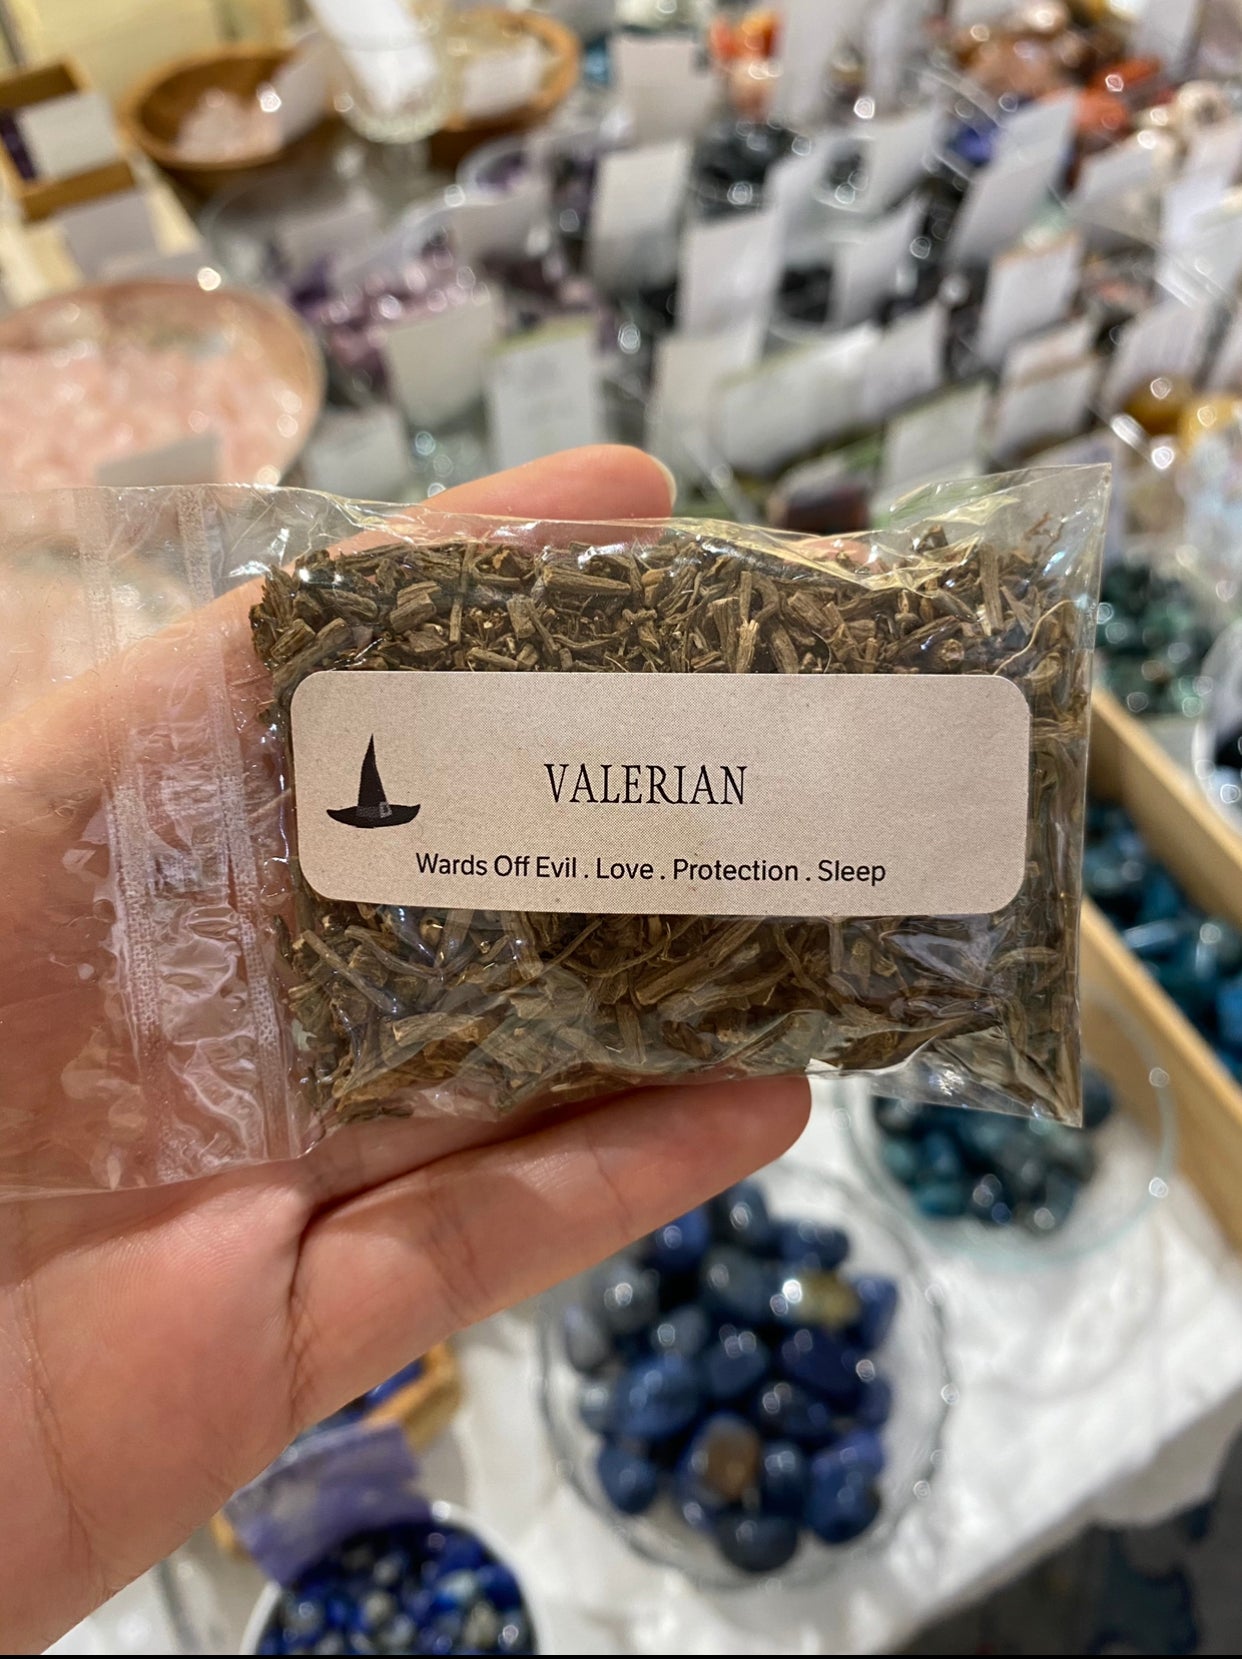 VALERIAN
Wards Off Evil . Love . Protection . Sleep